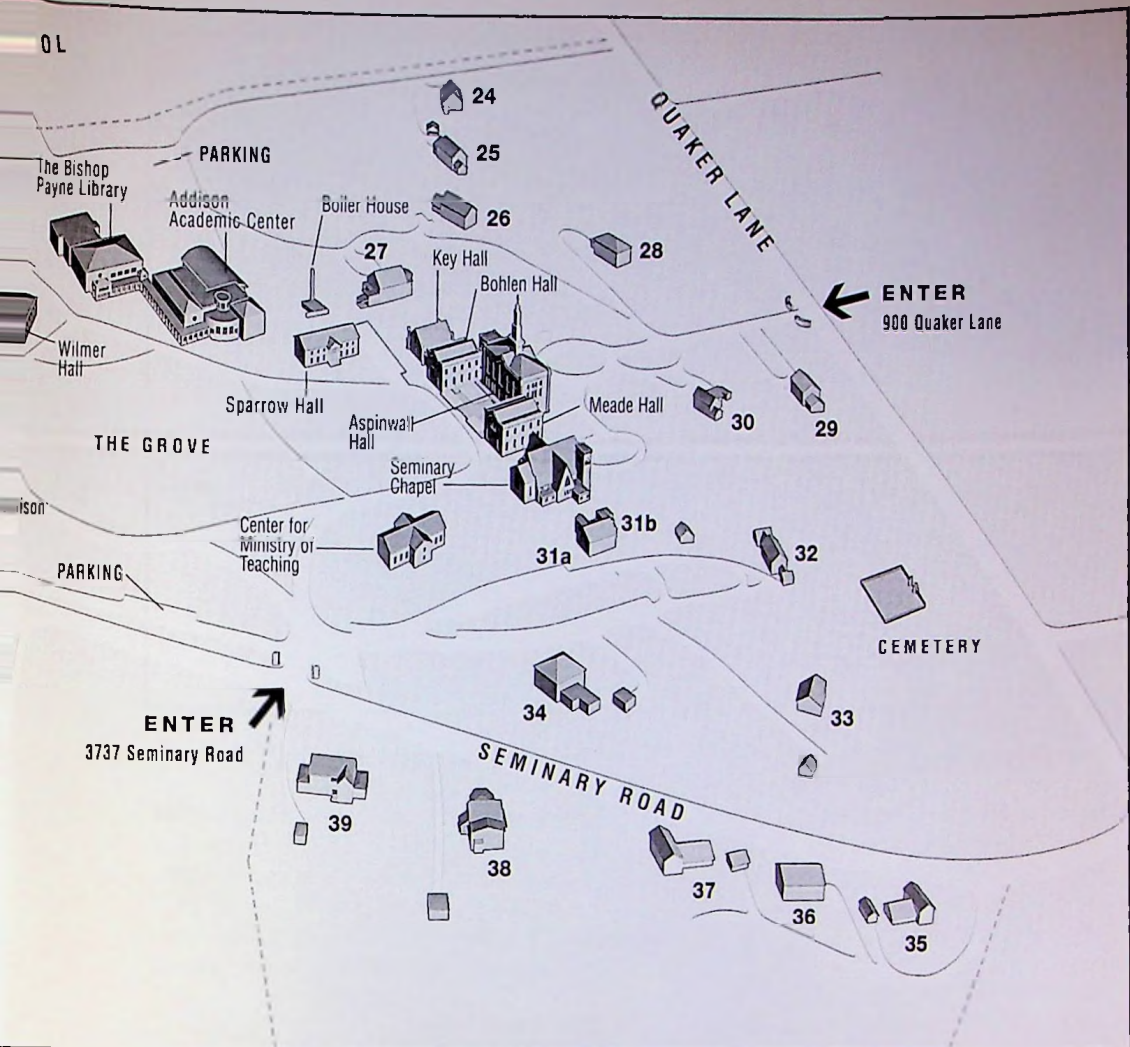 OL
24
25
PARKING
The Bishop
Payne Library
Addison
Academic Center
Boiler House
26
27
28
Key Hall
Bohlen Hall
QUAKER LANE
ENTER
900 Quaker Lane
Wilmer
Hall
Sparrow Hall
Aspinwall
Hall
Meade Hall
30
29
THE GROVE
Seminary
Chapel
ison
Center for
Ministry of
Teaching
31b
31a
32
PARKING
CEMETERY
34
33
ENTER
3737 Seminary Road
SEMINARY ROAD
39
38
37
36
35